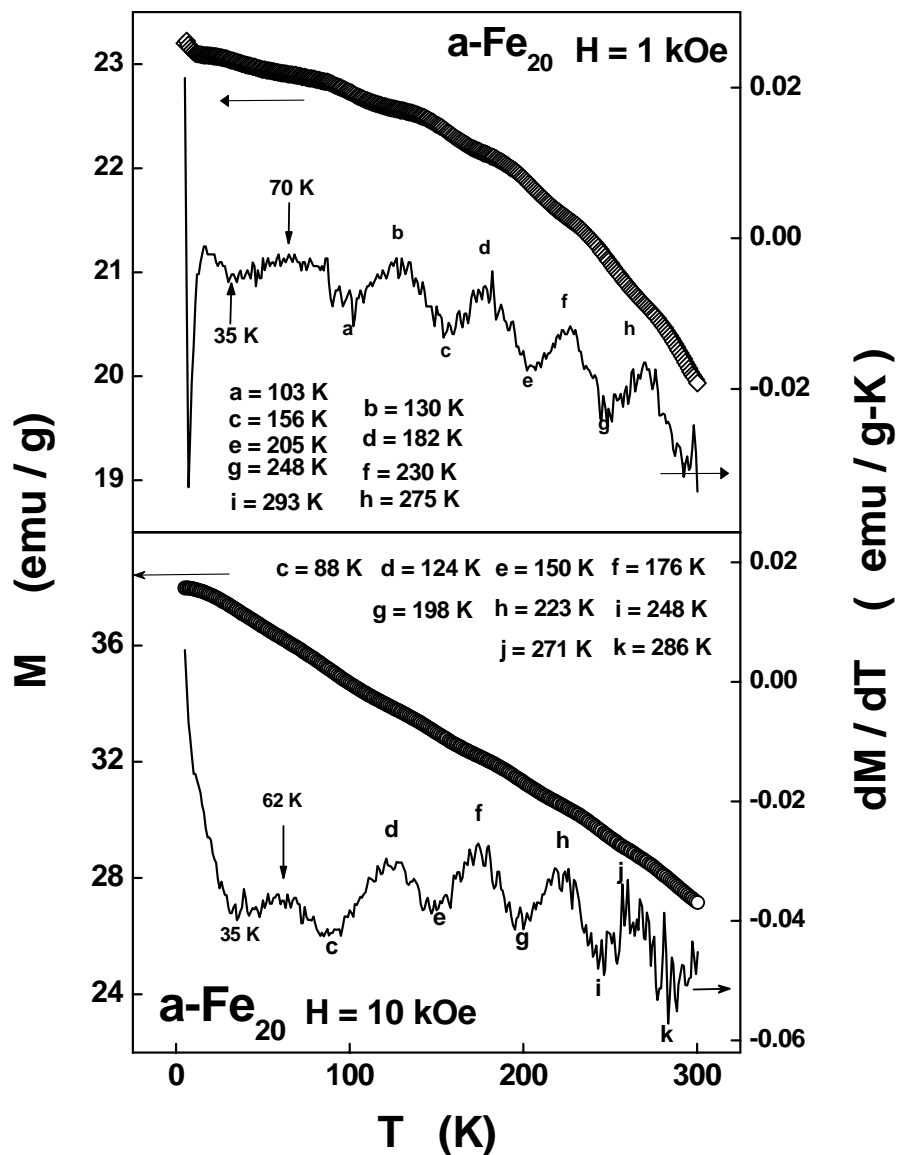 a-Fe20 H = 1 kOe
23
22
21
20
19
0.02
0.00
-0.02
70 K
35 K
b
d
f
h
a
c
e
g
a = 103 K
b = 130 K
c = 156 K
d = 182 K
e = 205 K
f = 230 K
g = 248 K
h = 275 K
i = 293 K
M (emu / g)
dM / dT ( emu / g-K)
c = 88 K d = 124 K e = 150 K f = 176 K
g = 198 K h = 223 K i = 248 K
j = 271 K k = 286 K
36
32
28
24
0.02
0.00
-0.02
-0.04
-0.06
62 K
35 K
d
f
h
j
c
e
g
i
k
a-Fe20 H = 10 kOe
0 100 200 300
T (K)